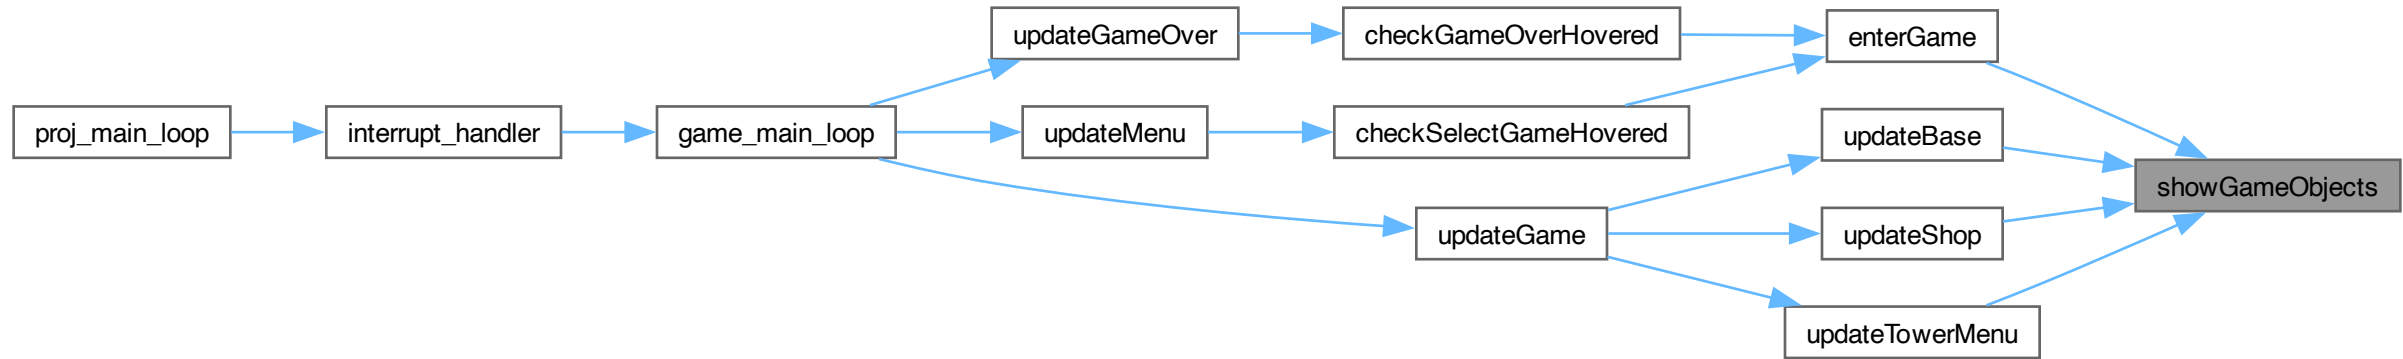 updateGameOver
checkGameOverHovered
enterGame
proj_main_loop
interrupt_handler
game_main_loop
updateMenu
checkSelectGameHovered
updateBase
showGameObjects
updateGame
updateShop
updateTowerMenu